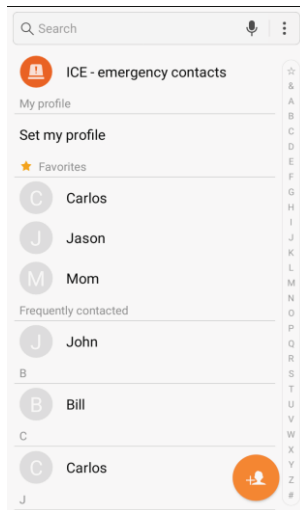 Search
ICE - emergency contacts
My profile
Set my profile
Favorites
C Carlos
J Jason
M Mom
Frequently contacted
J John
B
B Bill
C
C Carlos
J
&
A
B
C
D
E
F
G
H
I
J
K
L
M
N
O
P
Q
R
S
T
U
V
W
X
Y
Z
#